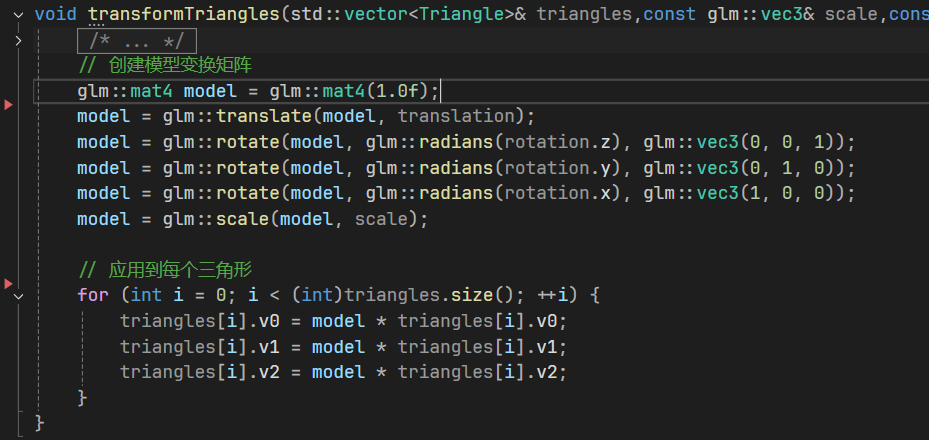 void transformTriangles(std::vector<Triangle>& triangles,const glm::vec3& scale,cons
/* ... */
// 创建模型变换矩阵
glm::mat4 model = glm::mat4(1.0f);
model = glm::translate(model, translation);
model = glm::rotate(model, glm::radians(rotation.z), glm::vec3(0, 0, 1));
model = glm::rotate(model, glm::radians(rotation.y), glm::vec3(0, 1, 0));
model = glm::rotate(model, glm::radians(rotation.x), glm::vec3(1, 0, 0));
model = glm::scale(model, scale);
// 应用到每个三角形
for (int i = 0; i < (int)triangles.size(); ++i) {
triangles[i].v0 = model * triangles[i].v0;
triangles[i].v1 = model * triangles[i].v1;
triangles[i].v2 = model * triangles[i].v2;
}
}